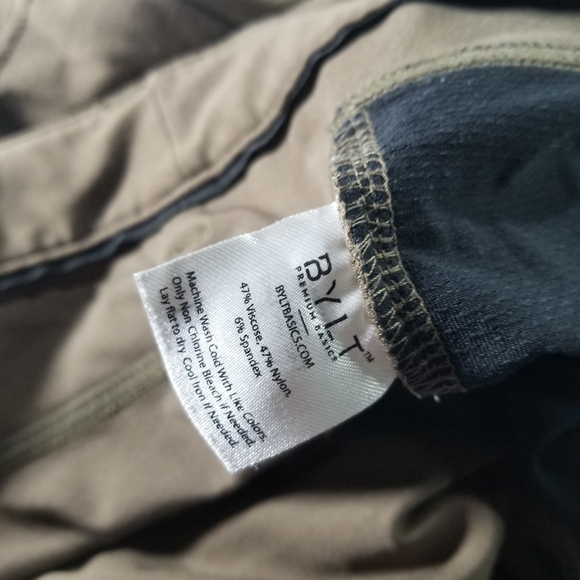 BYLT™
PREMIUM BASICS
BYLTBASICS.COM
47% Viscose, 47% Nylon,
6% Spandex
Machine Wash Cold With Like Colors.
Only Non Chlorine Bleach if Needed.
Lay flat to dry. Cool Iron if Needed.